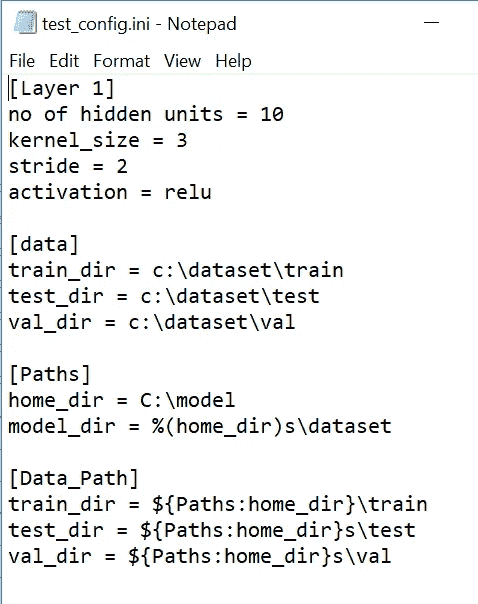 test_config.ini - Notepad
File Edit Format View Help
[Layer 1]
no of hidden units = 10
kernel_size = 3
stride = 2
activation = relu
[data]
train_dir = c:\dataset\train
test_dir = c:\dataset\test
val_dir = c:\dataset\val
[Paths]
home_dir = C:\model
model_dir = %(home_dir)s\dataset
[Data_Path]
train_dir = ${Paths:home_dir}\train
test_dir = ${Paths:home_dir}s\test
val_dir = ${Paths:home_dir}s\val